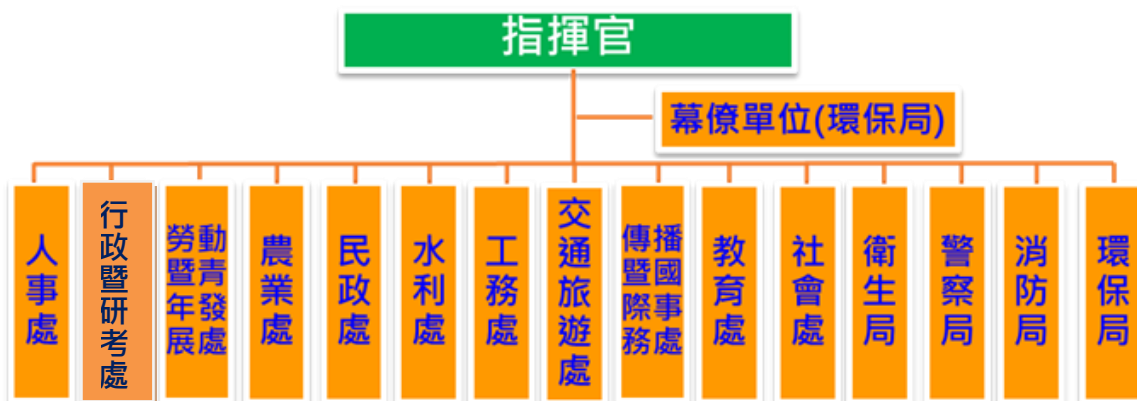 指揮官
幕僚單位(環保局)
人事處
行政暨研考處
勞動暨青年發展處
農業處
民政處
水利處
工務處
交通旅遊處
傳播暨國際事務處
教育處
社會處
衛生局
警察局
消防局
環保局